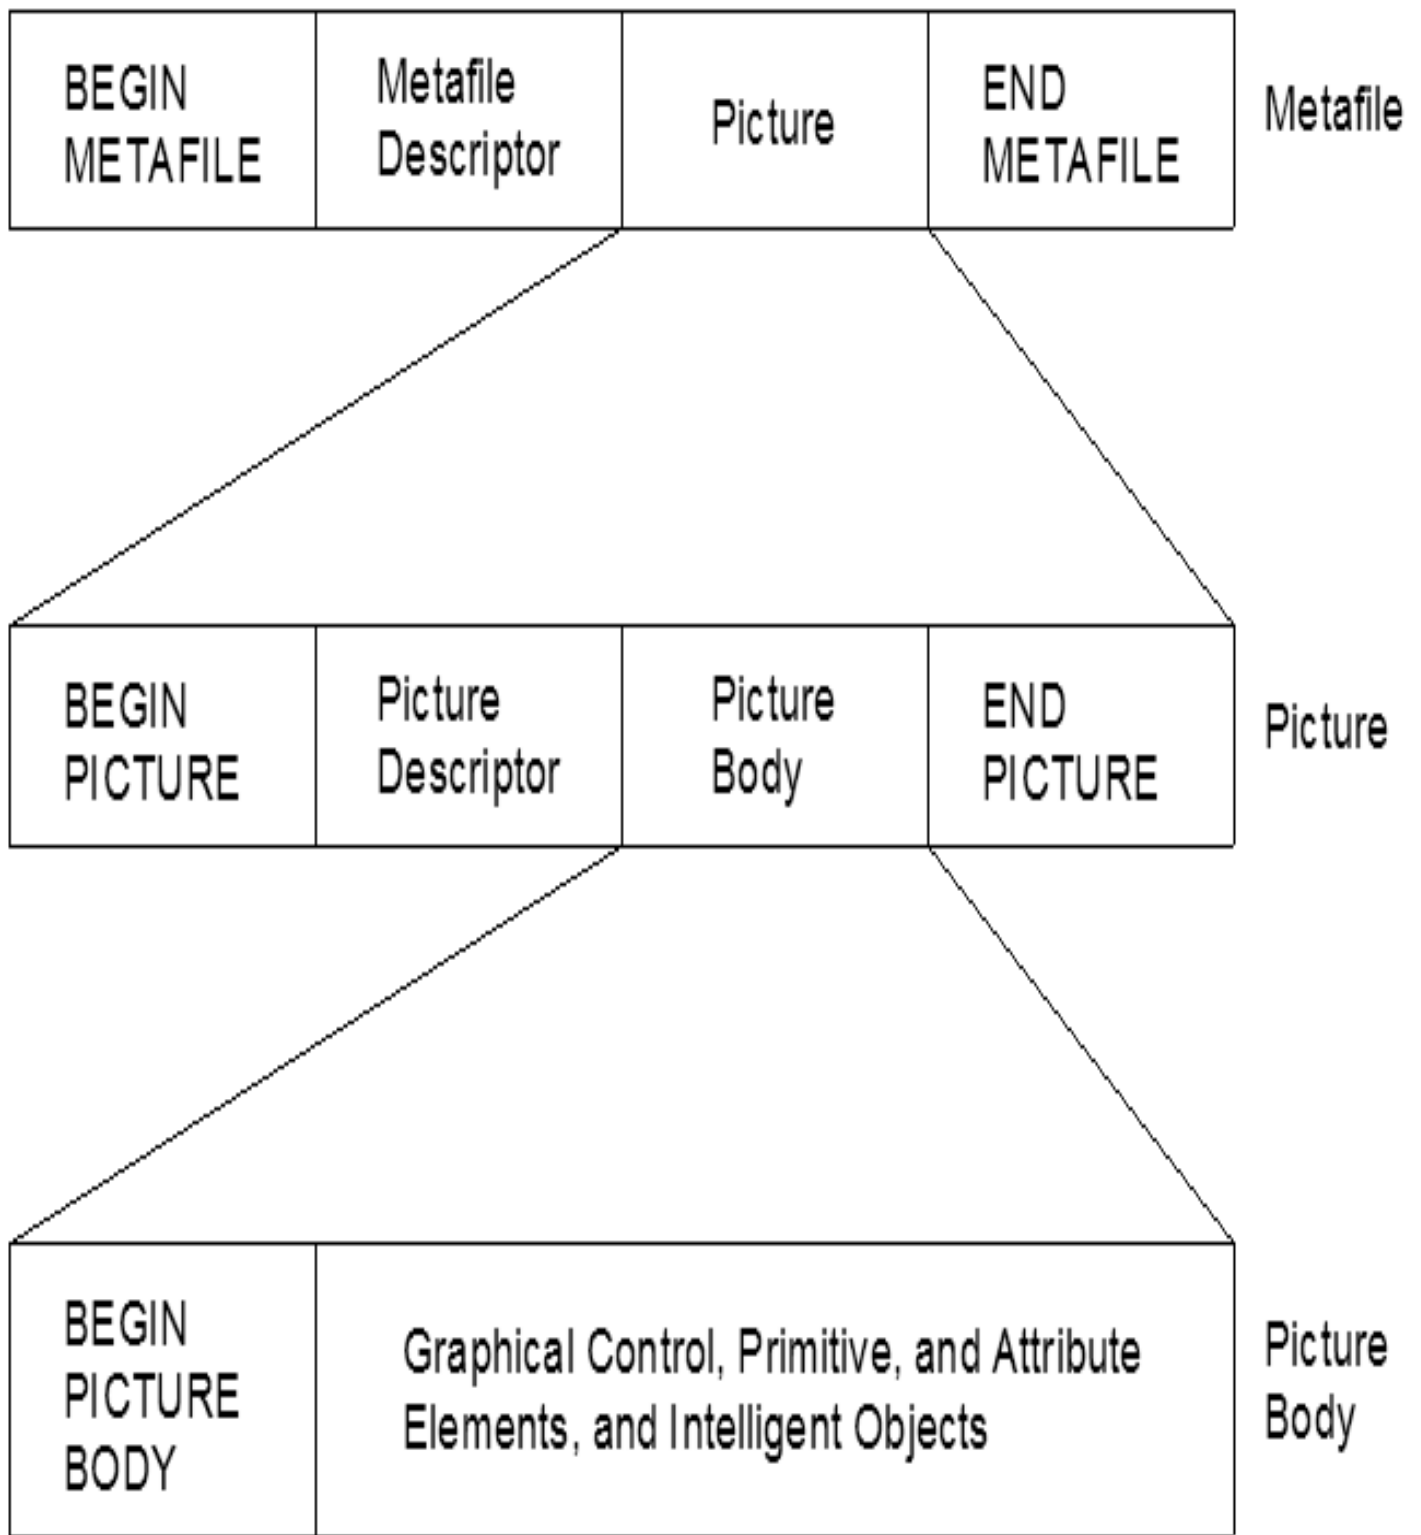 BEGIN
METAFILE
Metafile
Descriptor
Picture
END
METAFILE
Metafile
BEGIN
PICTURE
Picture
Descriptor
Picture
Body
END
PICTURE
Picture
BEGIN
PICTURE
BODY
Graphical Control, Primitive, and Attribute
Elements, and Intelligent Objects
Picture
Body